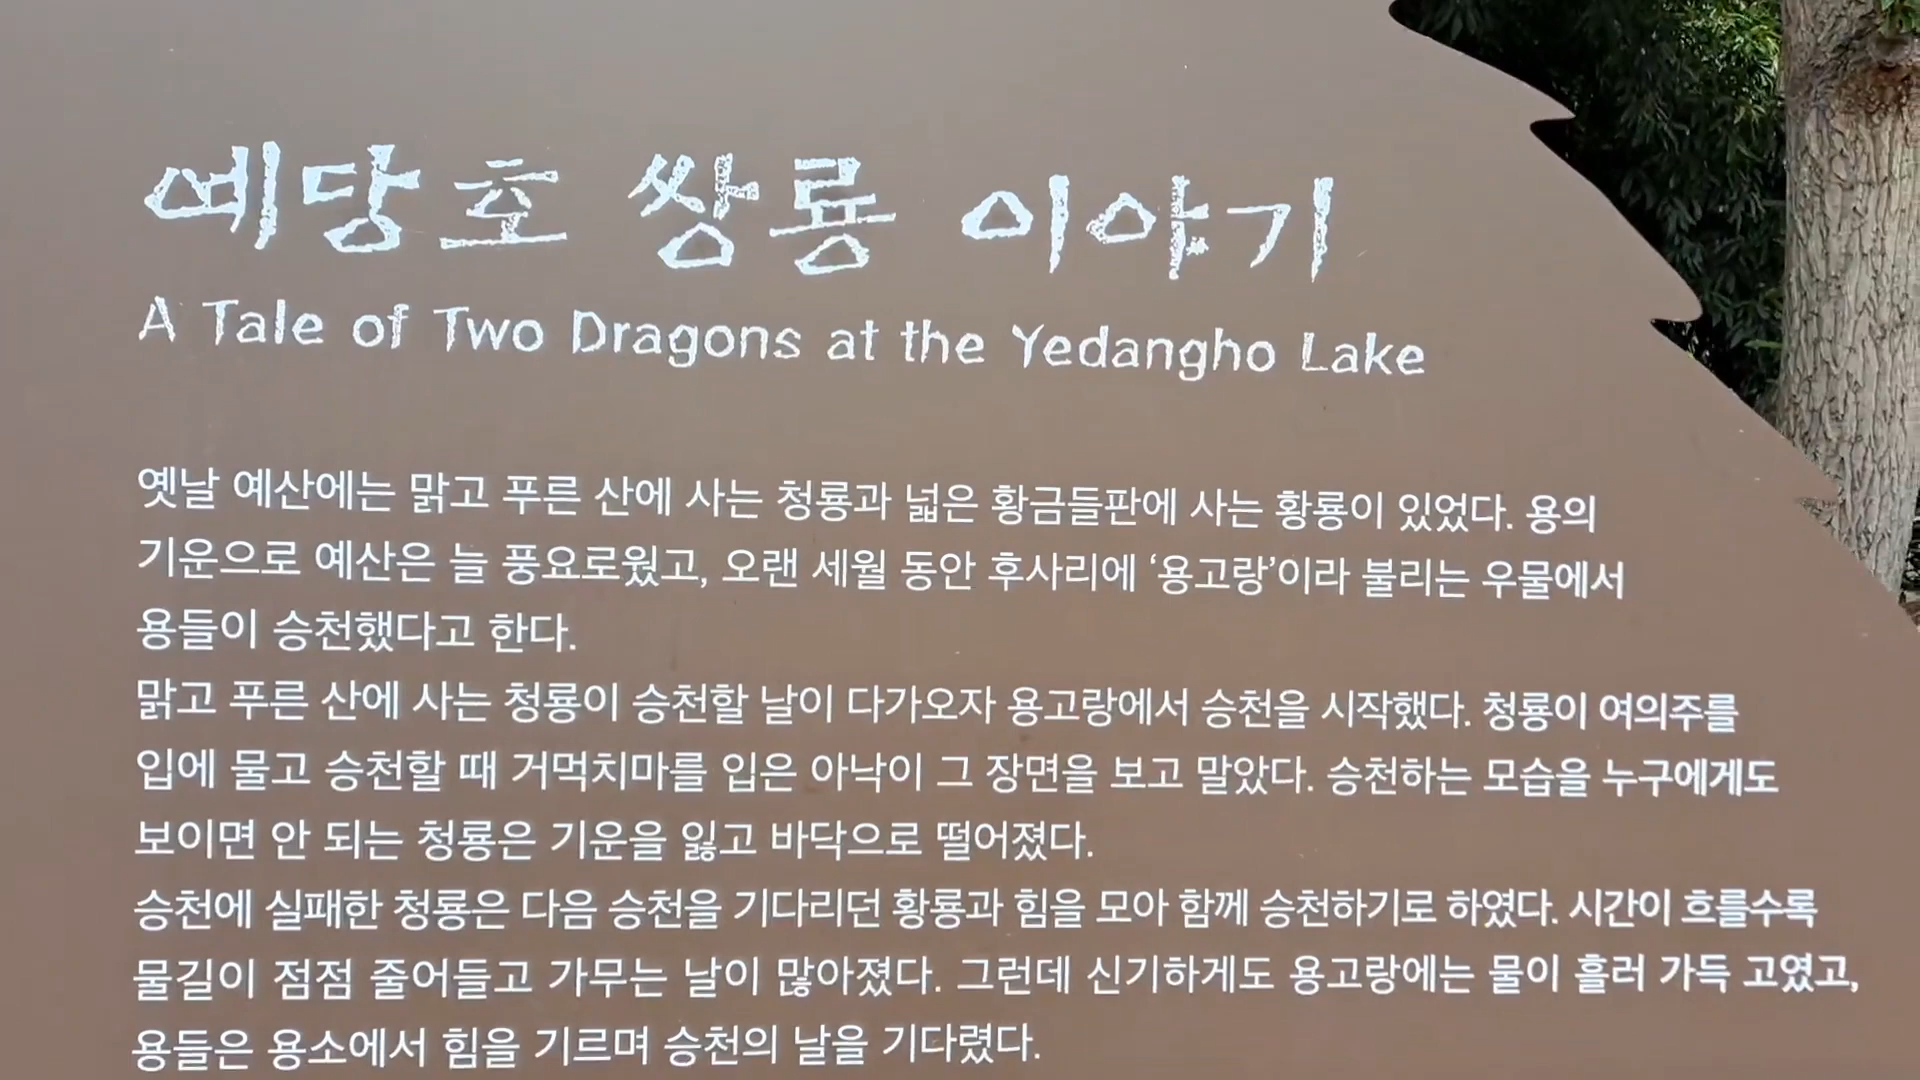 예당호 쌍룡 이야기
A Tale of Two Dragons at the Yedangho Lake
옛날 예산에는 맑고 푸른 산에 사는 청룡과 넓은 황금들판에 사는 황룡이 있었다. 용의
기운으로 예산은 늘 풍요로웠고, 오랜 세월 동안 후사리에 ‘용고랑’이라 불리는 우물에서
용들이 승천했다고 한다.
맑고 푸른 산에 사는 청룡이 승천할 날이 다가오자 용고랑에서 승천을 시작했다. 청룡이 여의주를
입에 물고 승천할 때 거먹치마를 입은 아낙이 그 장면을 보고 말았다. 승천하는 모습을 누구에게도
보이면 안 되는 청룡은 기운을 잃고 바닥으로 떨어졌다.
승천에 실패한 청룡은 다음 승천을 기다리던 황룡과 힘을 모아 함께 승천하기로 하였다. 시간이 흐를수록
물길이 점점 줄어들고 가무는 날이 많아졌다. 그런데 신기하게도 용고랑에는 물이 흘러 가득 고였고,
용들은 용소에서 힘을 기르며 승천의 날을 기다렸다.